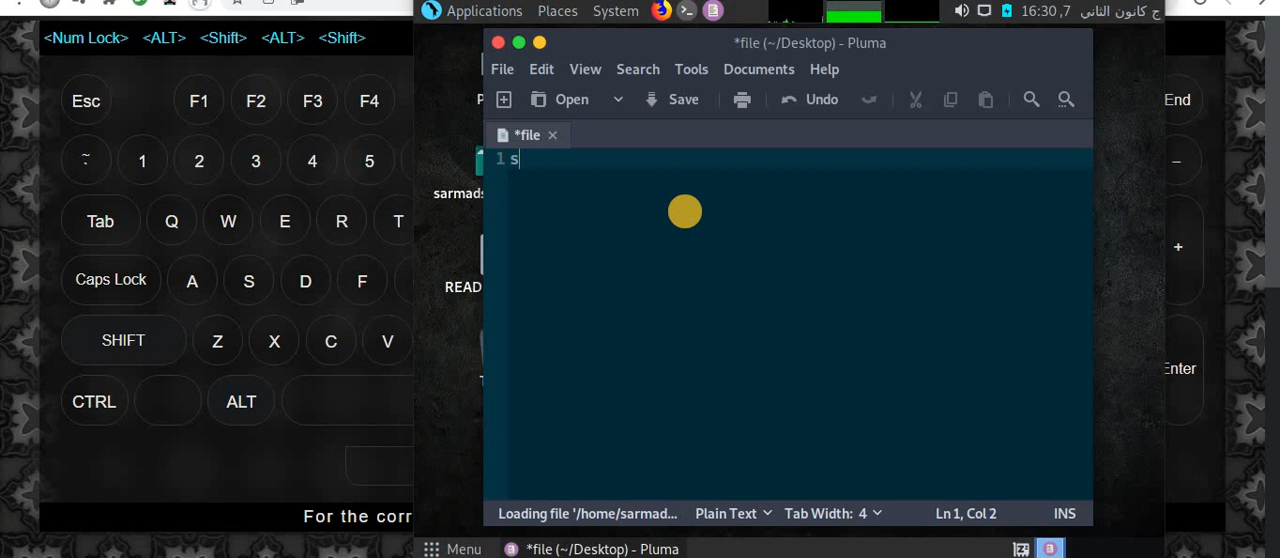 <Num Lock> <ALT> <Shift> <ALT> <Shift>
Applications Places System
ج كانون الثاني 7, 16:30
*file (~/Desktop) - Pluma
File Edit View Search Tools Documents Help
Open Save Undo
*file
1 s
Esc F1 F2 F3 F4
~ 1 2 3 4 5
Tab Q W E R T
Caps Lock A S D F
SHIFT Z X C V
CTRL ALT
End
–
+
Enter
sarmads
READ
For the corr
Loading file '/home/sarmad... Plain Text Tab Width: 4 Ln 1, Col 2 INS
Menu *file (~/Desktop) - Pluma